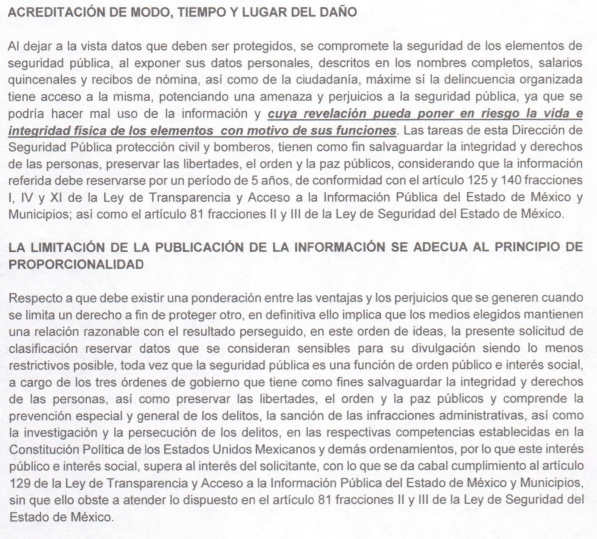 ACREDITACIÓN DE MODO, TIEMPO Y LUGAR DEL DAÑO
Al dejar a la vista datos que deben ser protegidos, se compromete la seguridad de los elementos de
seguridad pública, al exponer sus datos personales, descritos en los nombres completos, salarios
quincenales y recibos de nómina, así como de la ciudadanía, máxime sí la delincuencia organizada
tiene acceso a la misma, potenciando una amenaza y perjuicios a la seguridad pública, ya que se
podría hacer mal uso de la información y cuya revelación pueda poner en riesgo la vida e
integridad física de los elementos con motivo de sus funciones. Las tareas de esta Dirección de
Seguridad Pública protección civil y bomberos, tienen como fin salvaguardar la integridad y derechos
de las personas, preservar las libertades, el orden y la paz públicos, considerando que la información
referida debe reservarse por un período de 5 años, de conformidad con el artículo 125 y 140 fracciones
I, IV y XI de la Ley de Transparencia y Acceso a la Información Pública del Estado de México y
Municipios; así como el artículo 81 fracciones II y III de la Ley de Seguridad del Estado de México.
LA LIMITACIÓN DE LA PUBLICACIÓN DE LA INFORMACIÓN SE ADECUA AL PRINCIPIO DE
PROPORCIONALIDAD
Respecto a que debe existir una ponderación entre las ventajas y los perjuicios que se generen cuando
se limita un derecho a fin de proteger otro, en definitiva ello implica que los medios elegidos mantienen
una relación razonable con el resultado perseguido, en este orden de ideas, la presente solicitud de
clasificación reservar datos que se consideran sensibles para su divulgación siendo lo menos
restrictivos posible, toda vez que la seguridad pública es una función de orden público e interés social,
a cargo de los tres órdenes de gobierno que tiene como fines salvaguardar la integridad y derechos
de las personas, así como preservar las libertades, el orden y la paz públicos y comprende la
prevención especial y general de los delitos, la sanción de las infracciones administrativas, así como
la investigación y la persecución de los delitos, en las respectivas competencias establecidas en la
Constitución Política de los Estados Unidos Mexicanos y demás ordenamientos, por lo que este interés
público e interés social, supera al interés del solicitante, con lo que se da cabal cumplimiento al artículo
129 de la Ley de Transparencia y Acceso a la Información Pública del Estado de México y Municipios,
sin que ello obste a atender lo dispuesto en el artículo 81 fracciones II y III de la Ley de Seguridad del
Estado de México.